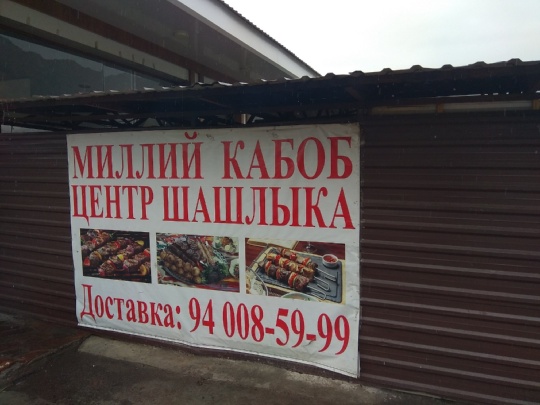 МИЛЛИЙ КАБОБ
ЦЕНТР ШАШЛЫКА
Доставка: 94 008-59-99